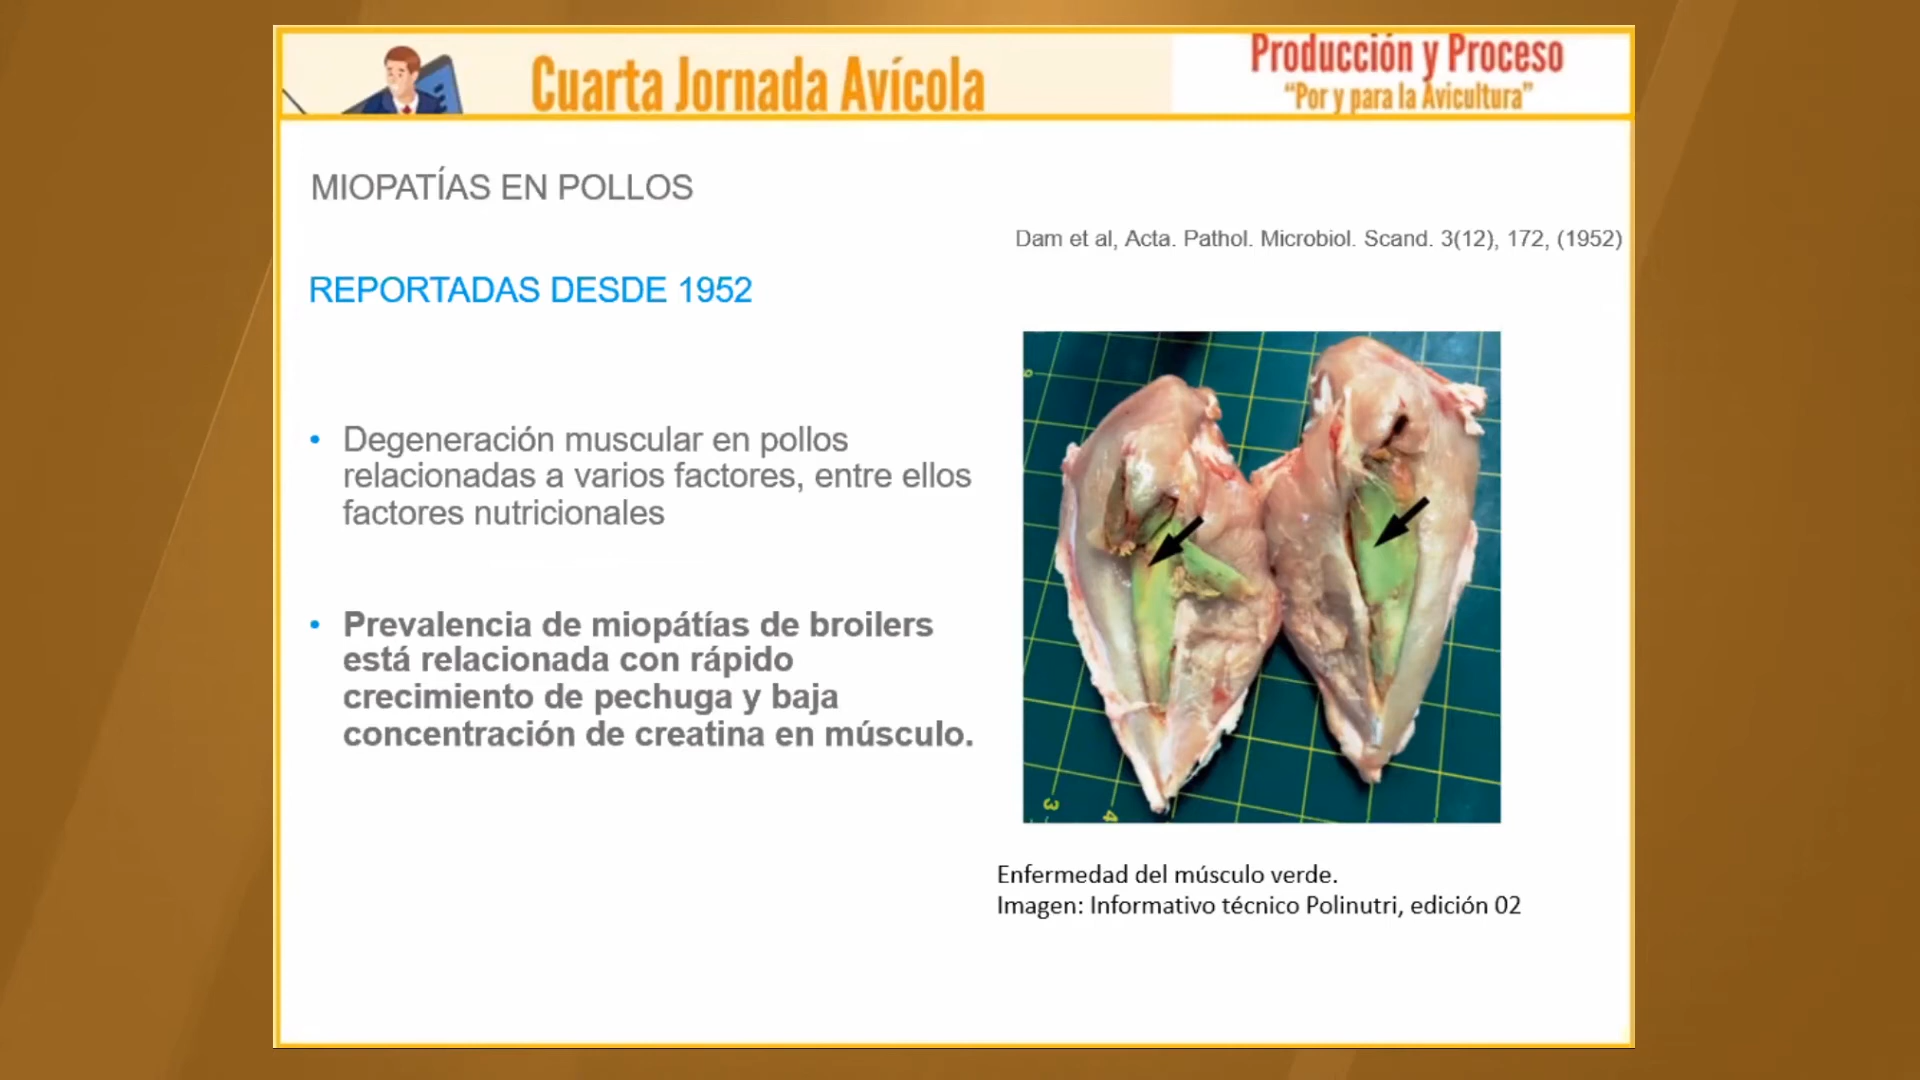 Cuarta Jornada Avícola
Producción y Proceso
“Por y para la Avicultura”
MIOPATÍAS EN POLLOS
Dam et al, Acta. Pathol. Microbiol. Scand. 3(12), 172, (1952)
REPORTADAS DESDE 1952
• Degeneración muscular en pollos
relacionadas a varios factores, entre ellos
factores nutricionales
• Prevalencia de miopátías de broilers
está relacionada con rápido
crecimiento de pechuga y baja
concentración de creatina en músculo.
3
4
Enfermedad del músculo verde.
Imagen: Informativo técnico Polinutri, edición 02